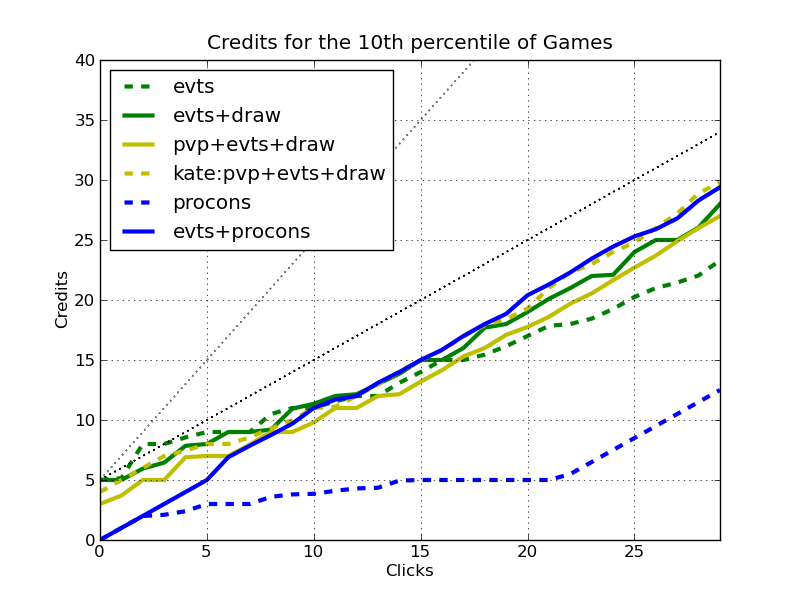 Credits for the 10th percentile of Games
40
35
30
25
20
15
10
5
0
Credits
evts
evts+draw
pvp+evts+draw
kate:pvp+evts+draw
procons
evts+procons
0 5 10 15 20 25
Clicks